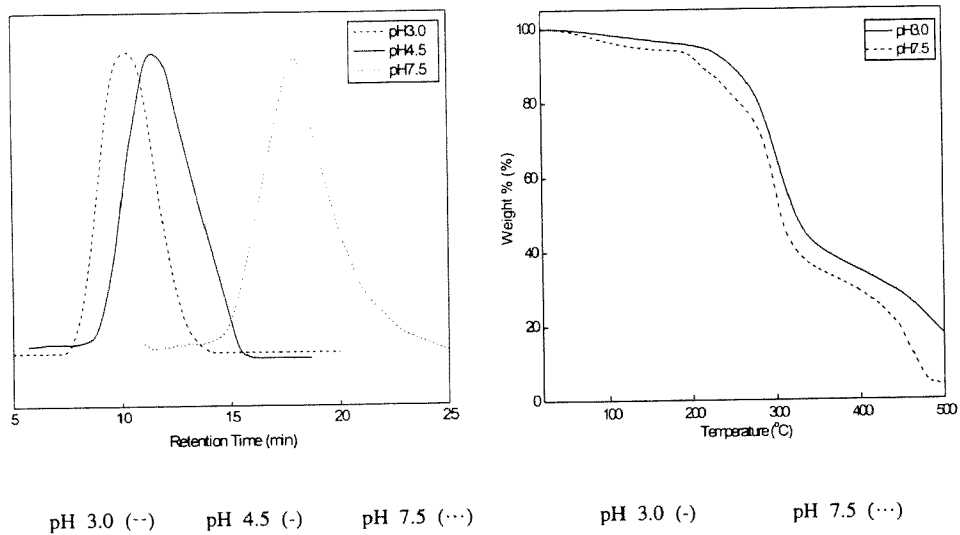 pH3.0
pH4.5
pH7.5
5
10
15
20
25
Retention Time (min)
pH3.0
pH7.5
100
80
60
40
20
0
Weight % (%)
100
200
300
400
500
Temperature (°C)
pH 3.0 (--) pH 4.5 (-) pH 7.5 (···)
pH 3.0 (-) pH 7.5 (···)